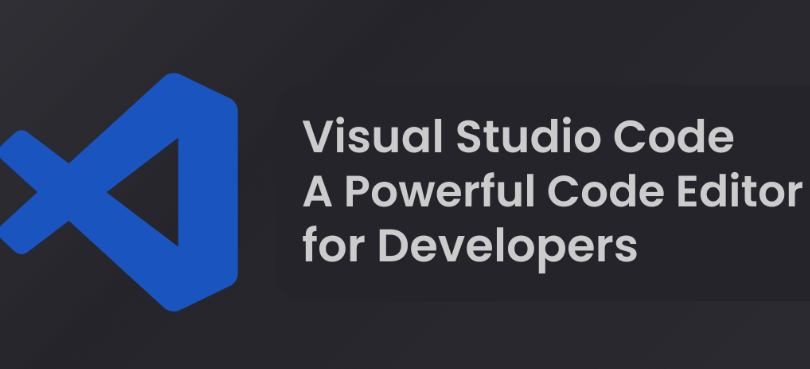 Visual Studio Code
A Powerful Code Editor
for Developers